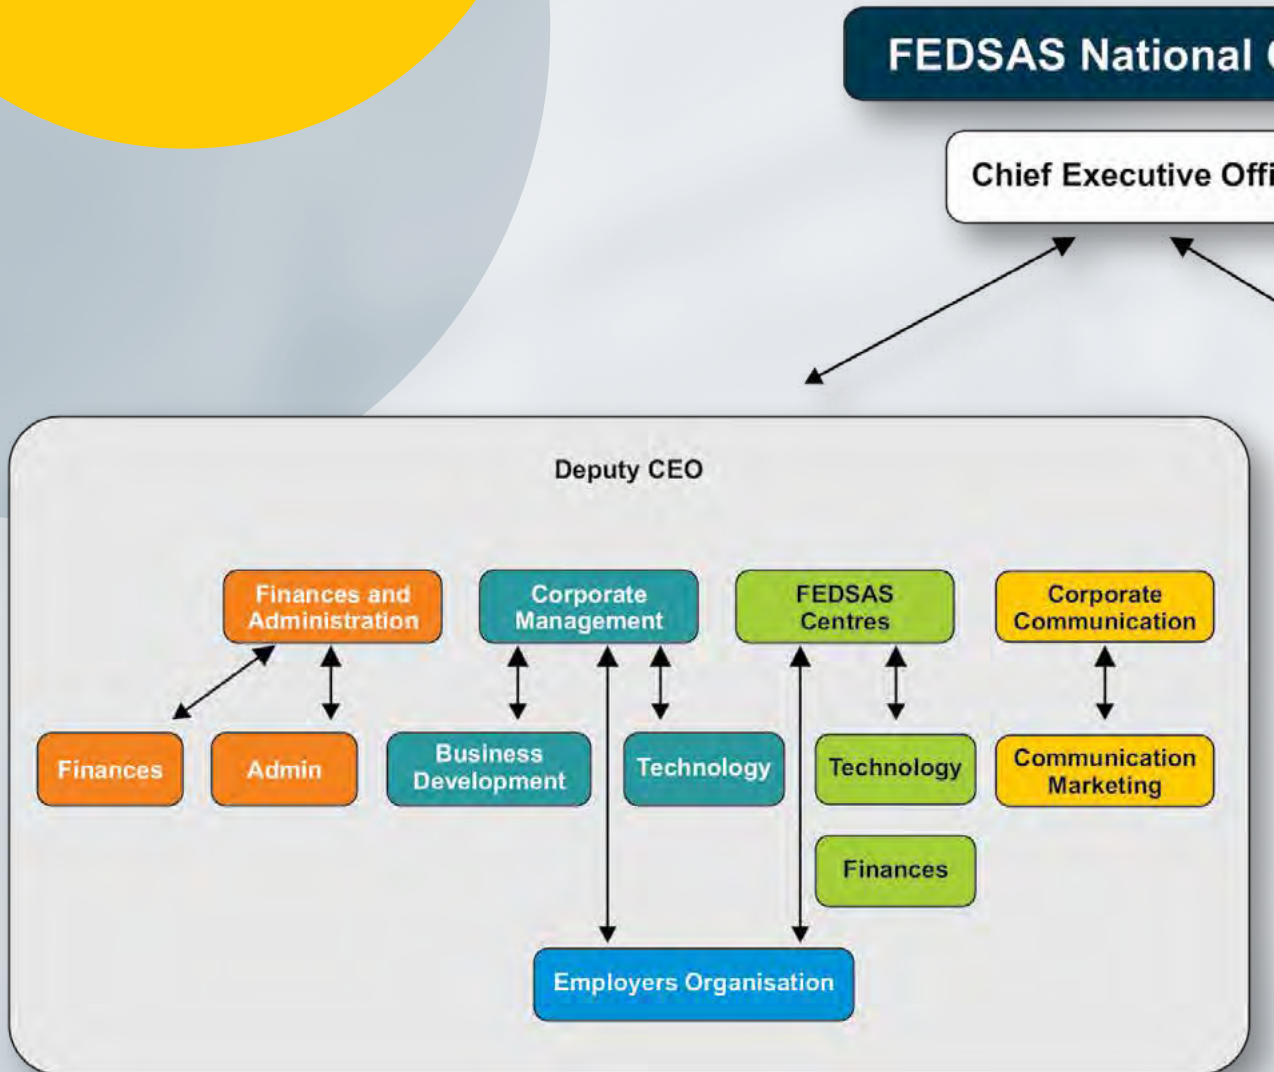 FEDSAS National
Chief Executive
Deputy CEO
Finances and
Administration
Corporate
Management
FEDSAS
Centres
Corporate
Communication
Finances
Admin
Business
Development
Technology
Technology
Communication
Marketing
Finances
Employers Organisation